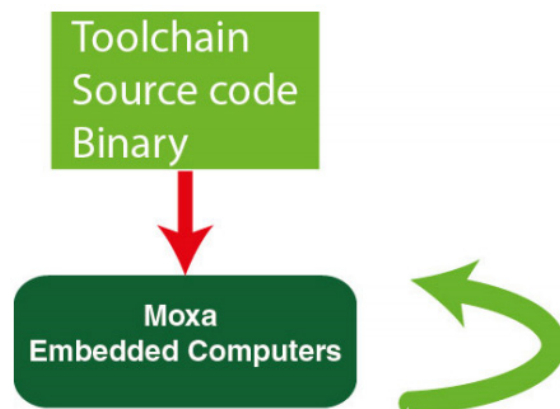 Toolchain
Source code
Binary
Moxa
Embedded Computers